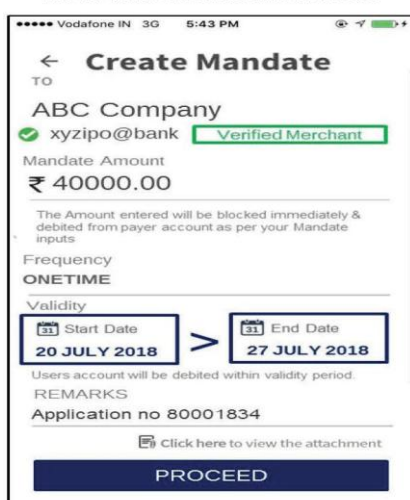 Vodafone IN 3G 5:43 PM
← Create Mandate
TO
ABC Company
xyzipo@bank Verified Merchant
Mandate Amount
₹ 40000.00
The Amount entered will be blocked immediately &
debited from payer account as per your Mandate
inputs
Frequency
ONETIME
Validity
31 Start Date > 31 End Date
20 JULY 2018 27 JULY 2018
Users account will be debited within validity period.
REMARKS
Application no 80001834
Click here to view the attachment
PROCEED